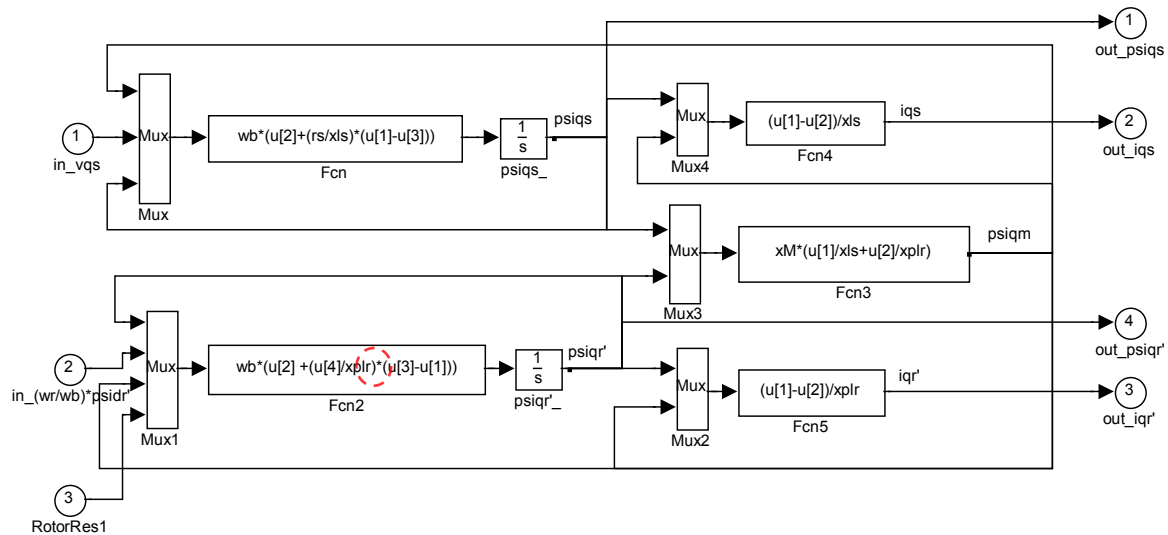 1
out_psiqs
psiqs
iqs
1
in_vqs
Mux
Mux
wb*(u[2]+(rs/xls)*(u[1]-u[3]))
Fcn
1
s
psiqs_
Mux
Mux4
(u[1]-u[2])/xls
Fcn4
2
out_iqs
Mux
Mux3
xM*(u[1]/xls+u[2]/xplr)
Fcn3
psiqm
4
out_psiqr'
2
in_(wr/wb)*psidr'
Mux
Mux1
wb*(u[2] +(u[4]/xplr)*(u[3]-u[1]))
Fcn2
1
s
psiqr'_
psiqr'
Mux
Mux2
(u[1]-u[2])/xplr
Fcn5
iqr'
3
out_iqr'
3
RotorRes1